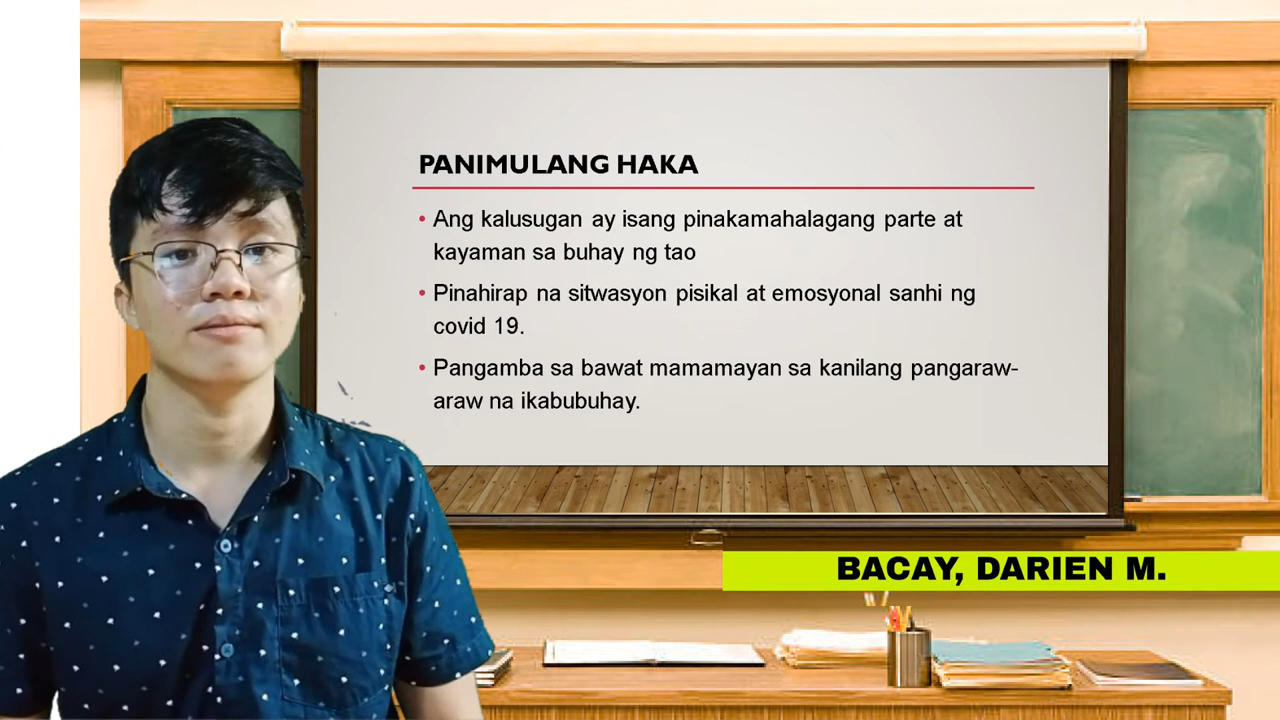 PANIMULANG HAKA
• Ang kalusugan ay isang pinakamahalagang parte at
kayaman sa buhay ng tao
• Pinahirap na sitwasyon pisikal at emosyonal sanhi ng
covid 19.
• Pangamba sa bawat mamamayan sa kanilang pangaraw-
araw na ikabubuhay.
BACAY, DARIEN M.